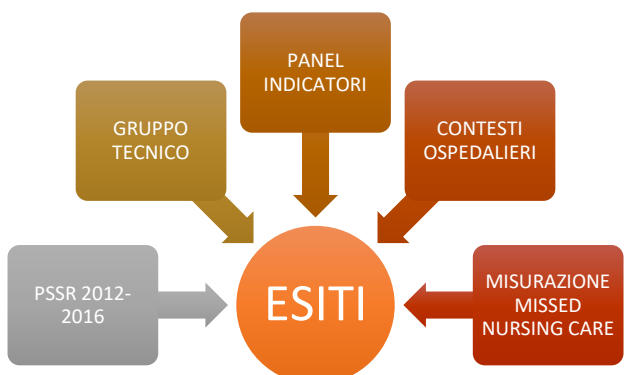 PANEL
INDICATORI
GRUPPO
TECNICO
CONTESTI
OSPEDALIERI
PSSR 2012-
2016
ESITI
MISURAZIONE
MISSED
NURSING CARE